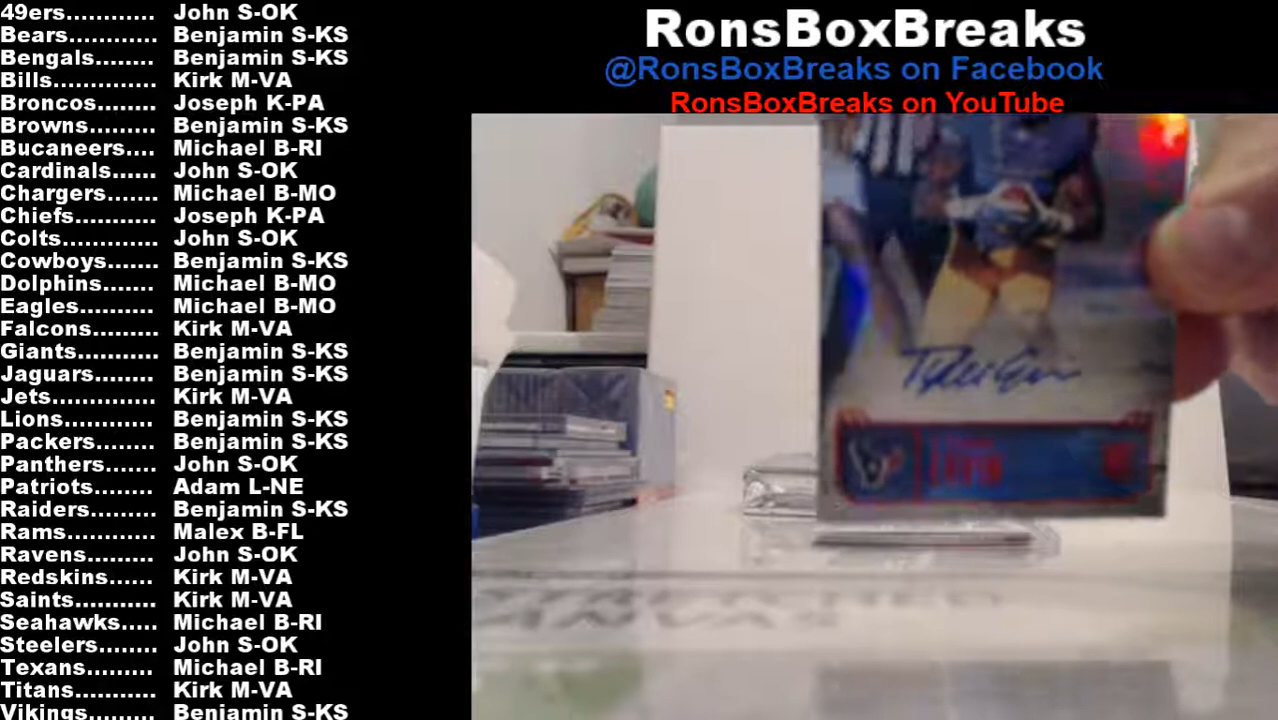 49ers............ John S-OK
Bears............ Benjamin S-KS
Bengals........ Benjamin S-KS
Bills............. Kirk M-VA
Broncos........ Joseph K-PA
Browns......... Benjamin S-KS
Bucaneers.... Michael B-RI
Cardinals...... John S-OK
Chargers....... Michael B-MO
Chiefs........... Joseph K-PA
Colts............. John S-OK
Cowboys....... Benjamin S-KS
Dolphins....... Michael B-MO
Eagles.......... Michael B-MO
Falcons......... Kirk M-VA
Giants........... Benjamin S-KS
Jaguars........ Benjamin S-KS
Jets.............. Kirk M-VA
Lions............ Benjamin S-KS
Packers........ Benjamin S-KS
Panthers....... John S-OK
Patriots........ Adam L-NE
Raiders......... Benjamin S-KS
Rams............ Malex B-FL
Ravens......... John S-OK
Redskins...... Kirk M-VA
Saints........... Kirk M-VA
Seahawks..... Michael B-RI
Steelers........ John S-OK
Texans......... Michael B-RI
Titans........... Kirk M-VA
Vikings......... Benjamin S-KS
RonsBoxBreaks
@RonsBoxBreaks on Facebook
RonsBoxBreaks on YouTube